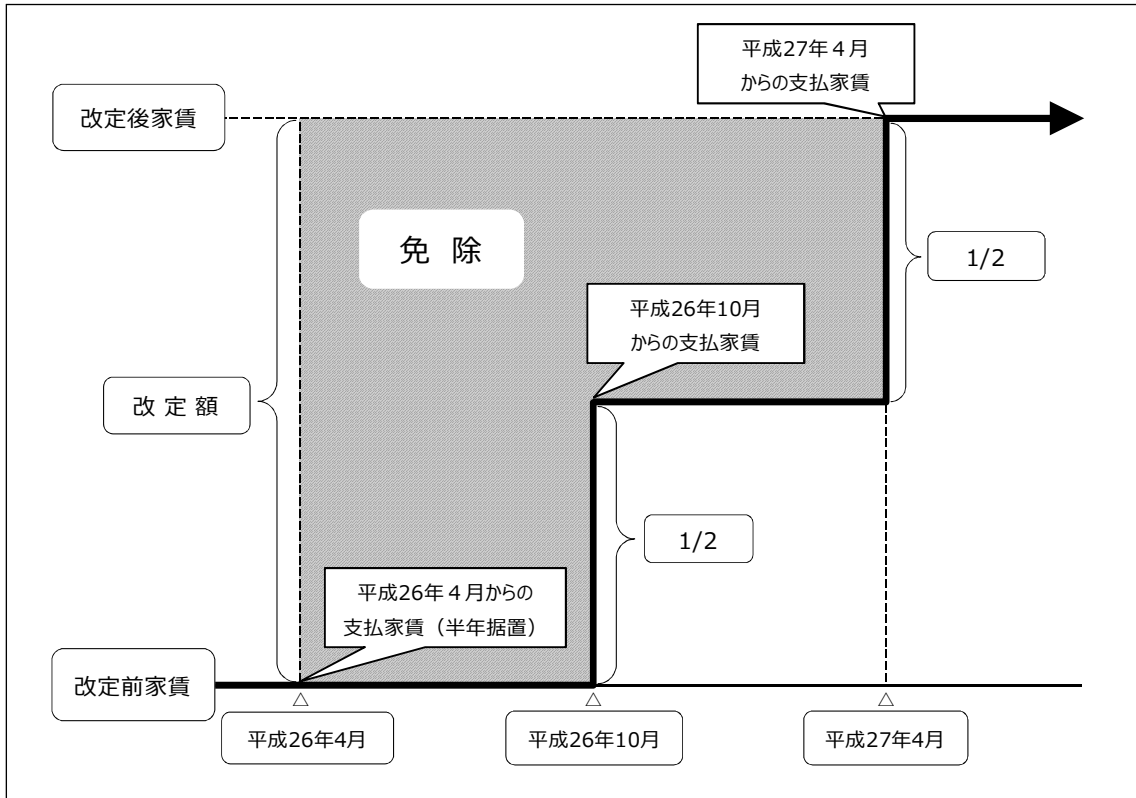 平成27年４月
からの支払家賃
改定後家賃
免 除
1/2
平成26年10月
からの支払家賃
改 定 額
1/2
平成26年４月からの
支払家賃（半年据置）
改定前家賃
△
△
△
平成26年4月
平成26年10月
平成27年4月